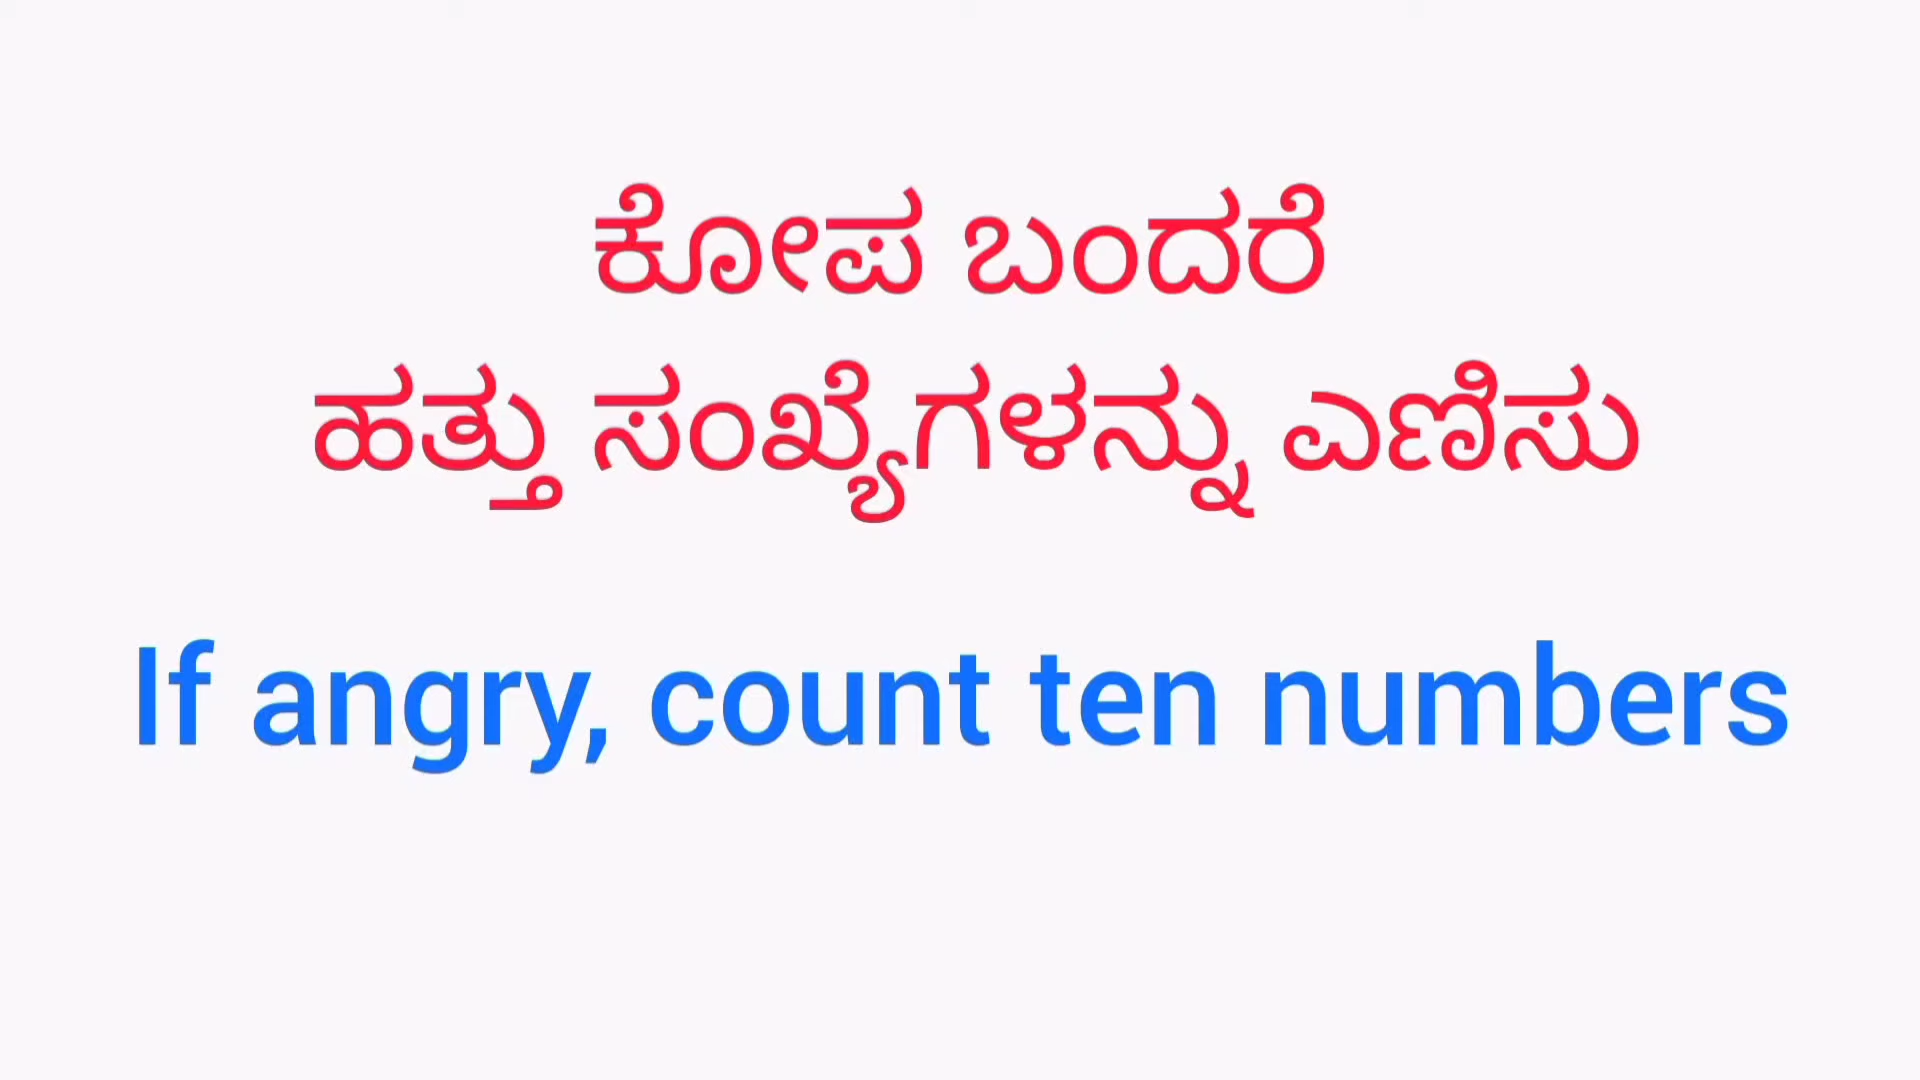 ಕೋಪ ಬಂದರೆ
ಹತ್ತು ಸಂಖ್ಯೆಗಳನ್ನು ಎಣಿಸು
If angry, count ten numbers